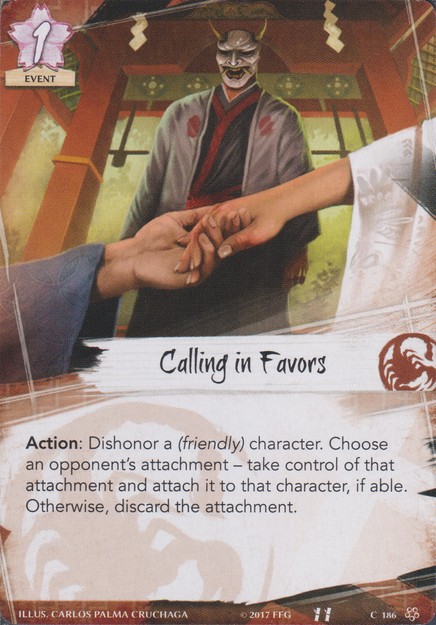 1
EVENT
Calling in Favors
Action: Dishonor a (friendly) character. Choose
an opponent's attachment – take control of that
attachment and attach it to that character, if able.
Otherwise, discard the attachment.
ILLUS. CARLOS PALMA CRUCHAGA © 2017 FFG C 186